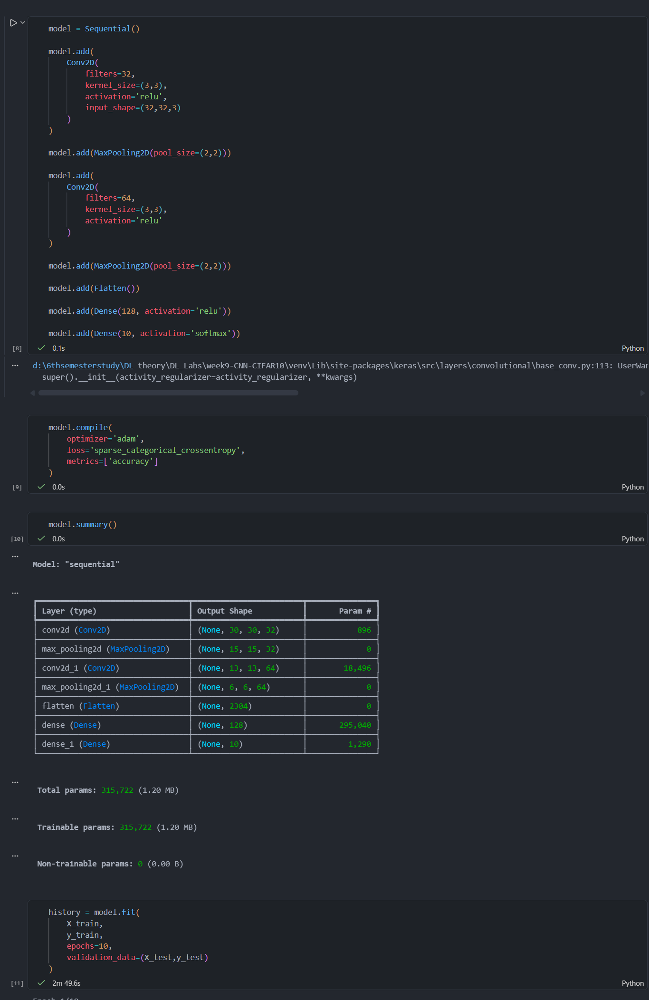 model = Sequential()
model.add(
Conv2D(
filters=32,
kernel_size=(3,3),
activation='relu',
input_shape=(32,32,3)
)
)
model.add(MaxPooling2D(pool_size=(2,2)))
model.add(
Conv2D(
filters=64,
kernel_size=(3,3),
activation='relu'
)
)
model.add(MaxPooling2D(pool_size=(2,2)))
model.add(Flatten())
model.add(Dense(128, activation='relu'))
model.add(Dense(10, activation='softmax'))
[8] 0.1s Python
d:\6thsemesterstudy\DL theory\DL_Labs\week9-CNN-CIFAR10\venv\Lib\site-packages\keras\src\layers\convolutional\base_conv.py:113: UserWar
super().__init__(activity_regularizer=activity_regularizer, **kwargs)
model.compile(
optimizer='adam',
loss='sparse_categorical_crossentropy',
metrics=['accuracy']
)
[9] 0.0s Python
model.summary()
[10] 0.0s Python
Model: "sequential"
Layer (type) Output Shape Param #
conv2d (Conv2D) (None, 30, 30, 32) 896
max_pooling2d (MaxPooling2D) (None, 15, 15, 32) 0
conv2d_1 (Conv2D) (None, 13, 13, 64) 18,496
max_pooling2d_1 (MaxPooling2D) (None, 6, 6, 64) 0
flatten (Flatten) (None, 2304) 0
dense (Dense) (None, 128) 295,040
dense_1 (Dense) (None, 10) 1,290
Total params: 315,722 (1.20 MB)
Trainable params: 315,722 (1.20 MB)
Non-trainable params: 0 (0.00 B)
history = model.fit(
X_train,
y_train,
epochs=10,
validation_data=(X_test,y_test)
)
[11] 2m 49.6s Python
Epoch 1/10